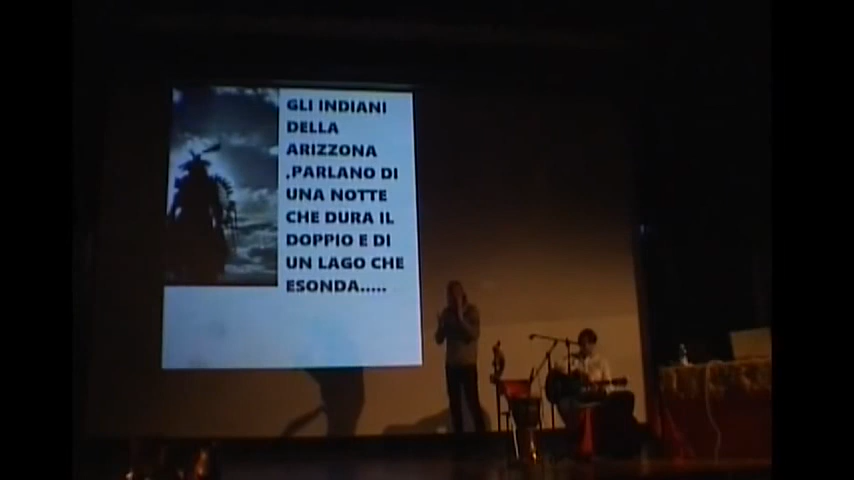 GLI INDIANI
DELLA
ARIZZONA
,PARLANO DI
UNA NOTTE
CHE DURA IL
DOPPIO E DI
UN LAGO CHE
ESONDA.....